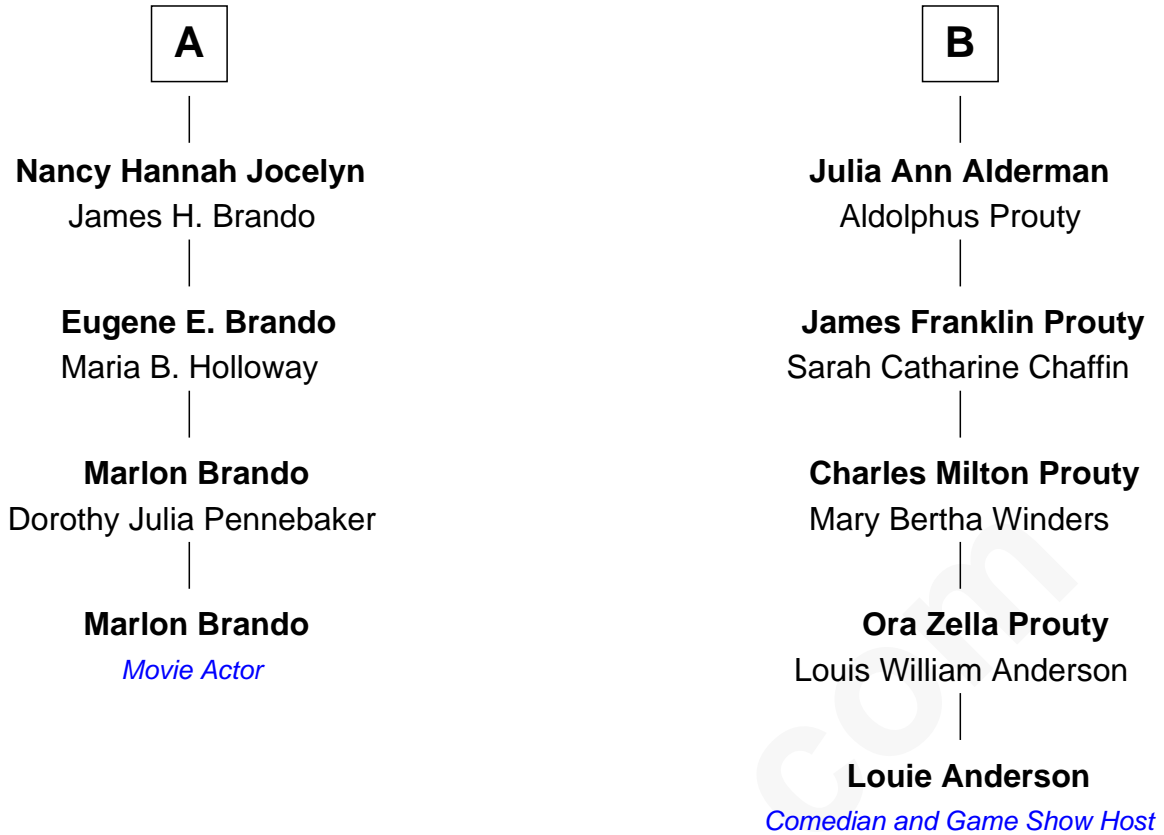 A
Nancy Hannah Jocelyn
James H. Brando
Eugene E. Brando
Maria B. Holloway
Marlon Brando
Dorothy Julia Pennebaker
Marlon Brando
Movie Actor
B
Julia Ann Alderman
Aldolphus Prouty
James Franklin Prouty
Sarah Catharine Chaffin
Charles Milton Prouty
Mary Bertha Winders
Ora Zella Prouty
Louis William Anderson
Louie Anderson
Comedian and Game Show Host
com